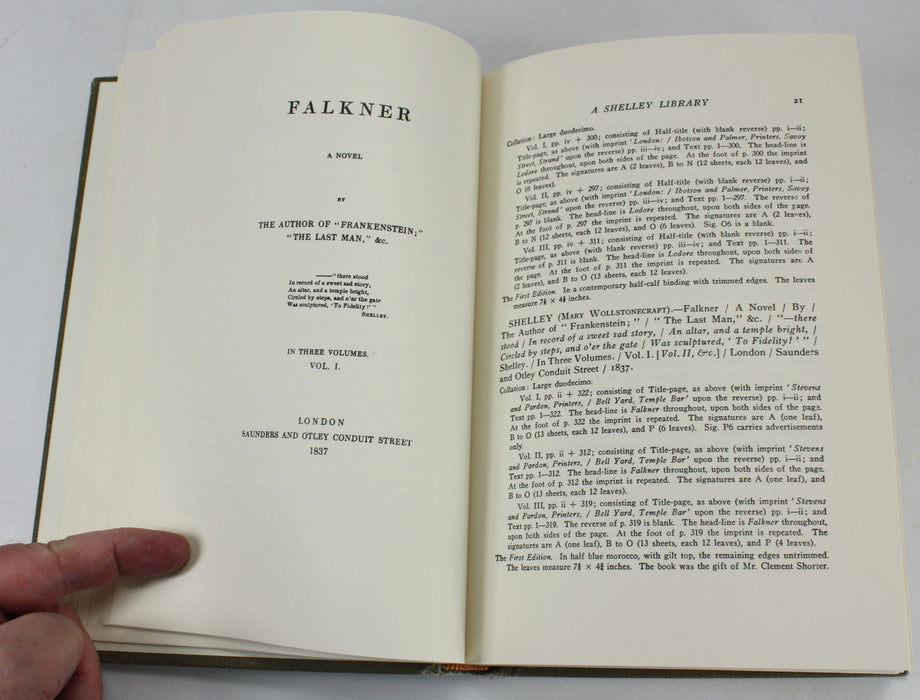 FALKNER
A NOVEL
BY
THE AUTHOR OF "FRANKENSTEIN;"
"THE LAST MAN," &c.
——"there stood
In record of a sweet sad story,
An altar, and a temple bright,
Circled by steps, and o'er the gate
Was sculptured, 'To Fidelity!'"
SHELLEY.
IN THREE VOLUMES.
VOL. I.
LONDON
SAUNDERS AND OTLEY CONDUIT STREET
1837
A SHELLEY LIBRARY 21
Collation: Large duodecimo.
Vol. I, pp. iv + 300; consisting of Half-title (with blank reverse) pp. i—ii;
Title-page, as above (with imprint 'London: / Ibotson and Palmer, Printers, Savoy
Street, Strand' upon the reverse) pp. iii—iv; and Text pp. 1—300. The head-line is
Lodore throughout, upon both sides of the page. At the foot of p. 300 the imprint
is repeated. The signatures are A (2 leaves), B to N (12 sheets, each 12 leaves), and
O (6 leaves).
Vol. II, pp. iv + 297; consisting of Half-title (with blank reverse) pp. i—ii;
Title-page, as above (with imprint 'London: / Ibotson and Palmer, Printers, Savoy
Street, Strand' upon the reverse) pp. iii—iv; and Text pp. 1—297. The reverse of
p. 297 is blank. The head-line is Lodore throughout, upon both sides of the page.
At the foot of p. 297 the imprint is repeated. The signatures are A (2 leaves),
B to N (12 sheets, each 12 leaves), and O (6 leaves). Sig. O6 is a blank.
Vol. III, pp. iv + 311; consisting of Half-title (with blank reverse) pp. i—ii;
Title-page, as above (with blank reverse) pp. iii—iv; and Text pp. 1—311. The
reverse of p. 311 is blank. The head-line is Lodore throughout, upon both sides of
the page. At the foot of p. 311 the imprint is repeated. The signatures are A
(2 leaves), and B to O (13 sheets, each 12 leaves).
The First Edition. In a contemporary half-calf binding with trimmed edges. The leaves
measure 7⅜ × 4⅜ inches.
SHELLEY (MARY WOLLSTONECRAFT).—Falkner / A Novel / By /
The Author of "Frankenstein;" / "The Last Man," &c. / "—there
stood / In record of a sweet sad story, / An altar, and a temple bright, /
Circled by steps, and o'er the gate / Was sculptured, 'To Fidelity!'" /
Shelley. / In Three Volumes. / Vol. I. [Vol. II, &c.] / London / Saunders
and Otley Conduit Street / 1837.
Collation: Large duodecimo.
Vol. I, pp. ii + 322; consisting of Title-page, as above (with imprint 'Stevens
and Pardon, Printers, / Bell Yard, Temple Bar' upon the reverse) pp. i—ii; and
Text pp. 1—322. The head-line is Falkner throughout, upon both sides of the page.
At the foot of p. 322 the imprint is repeated. The signatures are A (one leaf),
B to O (13 sheets, each 12 leaves), and P (6 leaves). Sig. P6 carries advertisements
only.
Vol. II, pp. ii + 312; consisting of Title-page, as above (with imprint 'Stevens
and Pardon, Printers, / Bell Yard, Temple Bar' upon the reverse) pp. i—ii; and
Text pp. 1—312. The head-line is Falkner throughout, upon both sides of the page.
At the foot of p. 312 the imprint is repeated. The signatures are A (one leaf), and
B to O (13 sheets, each 12 leaves).
Vol. III, pp. ii + 319; consisting of Title-page, as above (with imprint 'Stevens
and Pardon, Printers, / Bell Yard, Temple Bar' upon the reverse) pp. i—ii; and
Text pp. 1—319. The reverse of p. 319 is blank. The head-line is Falkner throughout,
upon both sides of the page. At the foot of p. 319 the imprint is repeated. The
signatures are A (one leaf), B to O (13 sheets, each 12 leaves), and P (4 leaves).
The First Edition. In half blue morocco, with gilt top, the remaining edges untrimmed.
The leaves measure 7⅜ × 4⅜ inches. The book was the gift of Mr. Clement Shorter.